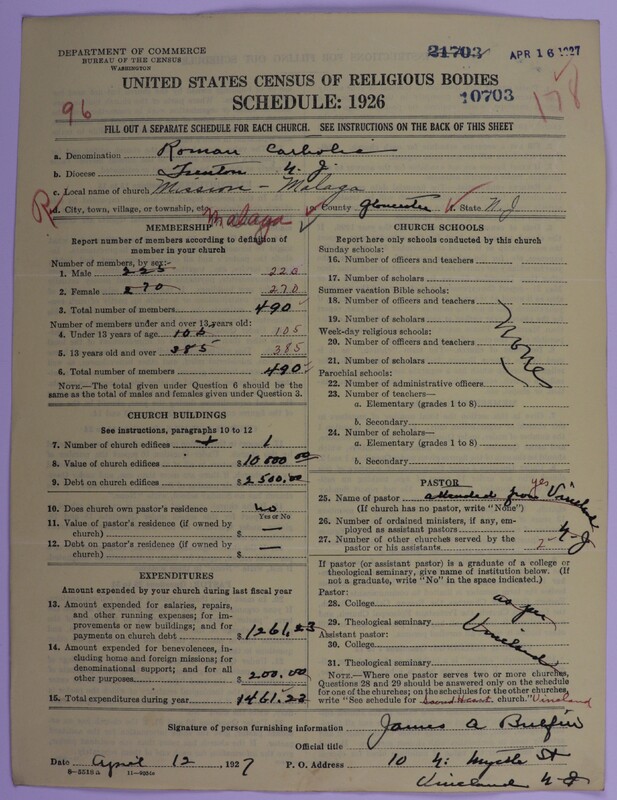 DEPARTMENT OF COMMERCE
BUREAU OF THE CENSUS
WASHINGTON
21703
APR 16 1927
UNITED STATES CENSUS OF RELIGIOUS BODIES
SCHEDULE: 1926
10703
96
178
FILL OUT A SEPARATE SCHEDULE FOR EACH CHURCH. SEE INSTRUCTIONS ON THE BACK OF THIS SHEET
a. Denomination Roman Catholic
b. Diocese Trenton N. J.
c. Local name of church Mission - Malaga
d. City, town, village, or township, etc. Malaga e. County Gloucester f. State N. J
MEMBERSHIP
Report number of members according to definition of
member in your church
Number of members, by sex:-
1. Male 225 220
2. Female 270 270
3. Total number of members 490
Number of members under and over 13 years old:
4. Under 13 years of age 105 105
5. 13 years old and over 385 385
6. Total number of members 490
NOTE.—The total given under Question 6 should be
same as the total of males and females given under Question 3.
CHURCH BUILDINGS
See instructions, paragraphs 10 to 12
7. Number of church edifices 1
8. Value of church edifices $ 10000.00
9. Debt on church edifices $ 2500.00
10. Does church own pastor's residence? no
Yes or No
11. Value of pastor's residence (if owned by
church) $ —
12. Debt on pastor's residence (if owned by
church) $ —
EXPENDITURES
Amount expended by your church during last fiscal year
13. Amount expended for salaries, repairs,
and other running expenses; for im-
provements or new buildings; and for
payments on church debt $ 1261.23
14. Amount expended for benevolences, in-
cluding home and foreign missions; for
denominational support; and for all
other purposes $ 200.00
15. Total expenditures during year 1461.23
CHURCH SCHOOLS
Report here only schools conducted by this church
Sunday schools:
16. Number of officers and teachers
17. Number of scholars
Summer vacation Bible schools:
18. Number of officers and teachers
19. Number of scholars
Week-day religious schools:
20. Number of officers and teachers
21. Number of scholars
None
Parochial schools:
22. Number of administrative officers
23. Number of teachers—
a. Elementary (grades 1 to 8)
b. Secondary
24. Number of scholars—
a. Elementary (grades 1 to 8)
b. Secondary
PASTOR
yes
25. Name of pastor attended from Vineland
(If church has no pastor, write "None")
26. Number of ordained ministers, if any, em-
ployed as assistant pastors N. J
27. Number of other churches served by the
pastor or his assistants 2
If pastor (or assistant pastor) is a graduate of a college or
theological seminary, give name of institution below. (If
not a graduate, write "No" in the space indicated.)
Pastor:
28. College as per
29. Theological seminary Vineland
Assistant pastor:
30. College
31. Theological seminary
NOTE.—Where one pastor serves two or more churches,
Questions 28 and 29 should be answered only on the schedule
for one of the churches; on the schedules for the other churches,
write "See schedule for Sacred Heart church." Vineland
Signature of person furnishing information James A Bulfin
Official title
Date April 12, 1927 P. O. Address 10 N. Myrtle St
Vineland N J
8-5510 A